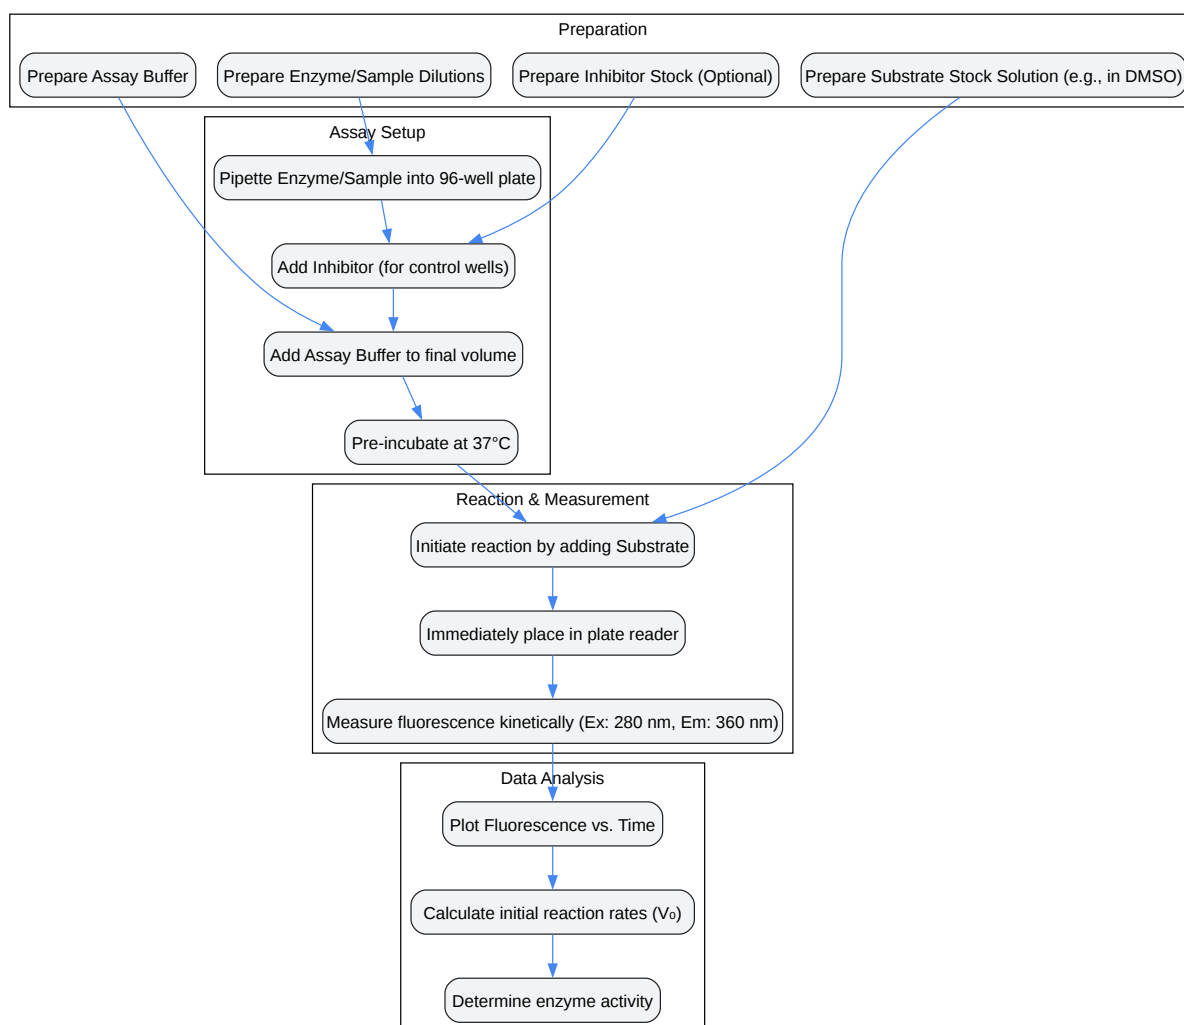 Preparation
Prepare Assay Buffer
Prepare Enzyme/Sample Dilutions
Prepare Inhibitor Stock (Optional)
Prepare Substrate Stock Solution (e.g., in DMSO)
Assay Setup
Pipette Enzyme/Sample into 96-well plate
Add Inhibitor (for control wells)
Add Assay Buffer to final volume
Pre-incubate at 37°C
Reaction & Measurement
Initiate reaction by adding Substrate
Immediately place in plate reader
Measure fluorescence kinetically (Ex: 280 nm, Em: 360 nm)
Data Analysis
Plot Fluorescence vs. Time
Calculate initial reaction rates (V₀)
Determine enzyme activity